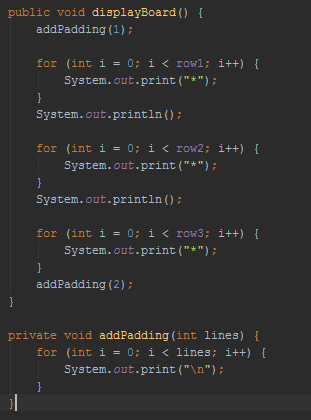 public void displayBoard() {
    addPadding(1);

    for (int i = 0; i < row1; i++) {
        System.out.print("*");
    }
    System.out.println();

    for (int i = 0; i < row2; i++) {
        System.out.print("*");
    }
    System.out.println();

    for (int i = 0; i < row3; i++) {
        System.out.print("*");
    }
    addPadding(2);
}

private void addPadding(int lines) {
    for (int i = 0; i < lines; i++) {
        System.out.print("\n");
    }
}